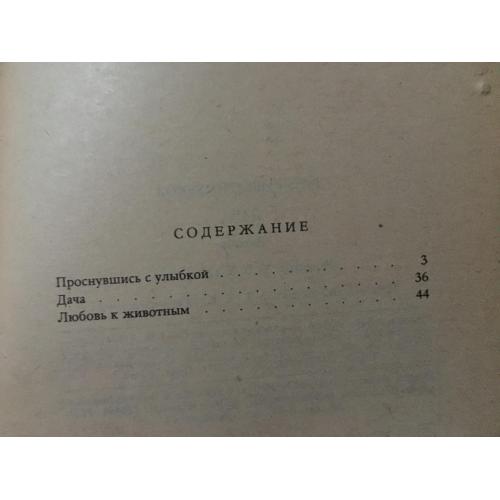 СОДЕРЖАНИЕ
Проснувшись с улыбкой . . . . . . . . . . . 3
Дача . . . . . . . . . . . . . . . . . 36
Любовь к животным . . . . . . . . . . . . 44